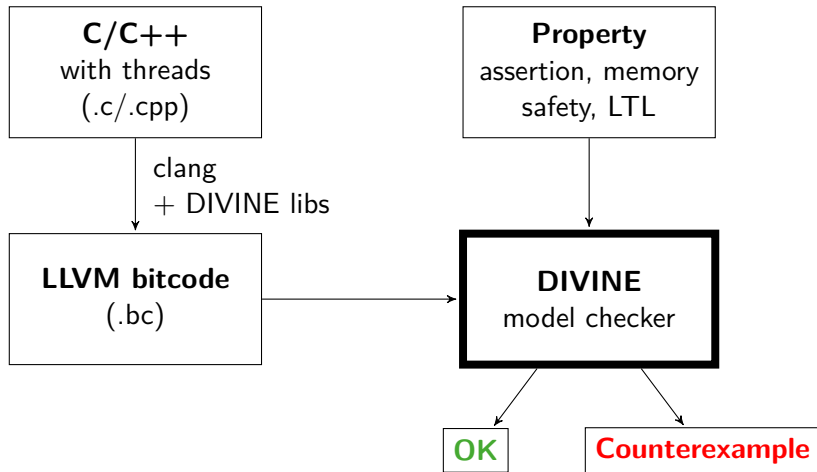 C/C++
with threads
(.c/.cpp)
Property
assertion, memory
safety, LTL
clang
+ DIVINE libs
LLVM bitcode
(.bc)
DIVINE
model checker
OK
Counterexample